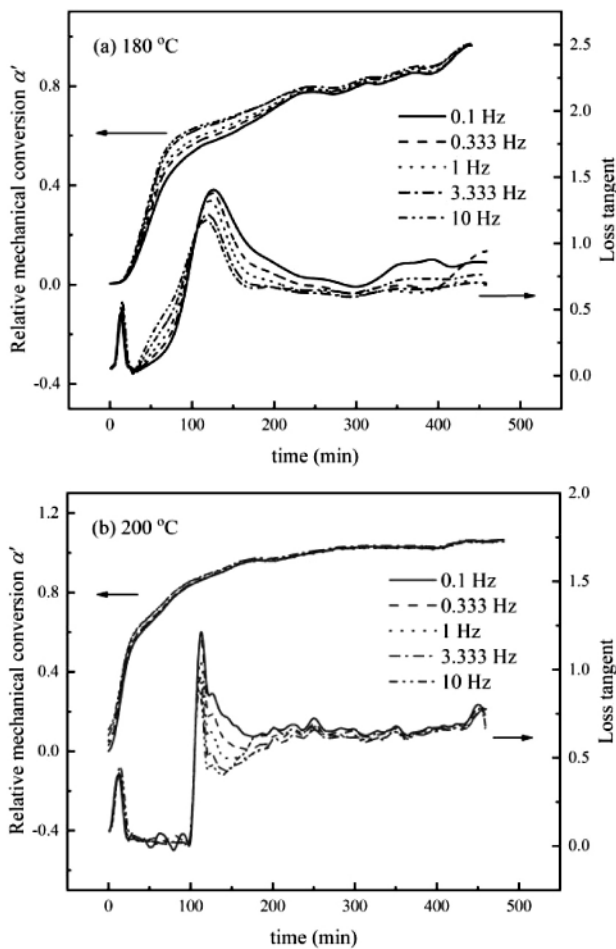 (a) 180 °C
Relative mechanical conversion α'
0.8
0.4
0.0
-0.4
2.5
2.0
1.5
1.0
0.5
0.0
Loss tangent
0.1 Hz
0.333 Hz
1 Hz
3.333 Hz
10 Hz
0 100 200 300 400 500
time (min)
(b) 200 °C
Relative mechanical conversion α'
1.2
0.8
0.4
0.0
-0.4
2.0
1.5
1.0
0.5
0.0
Loss tangent
0.1 Hz
0.333 Hz
1 Hz
3.333 Hz
10 Hz
0 100 200 300 400 500
time (min)